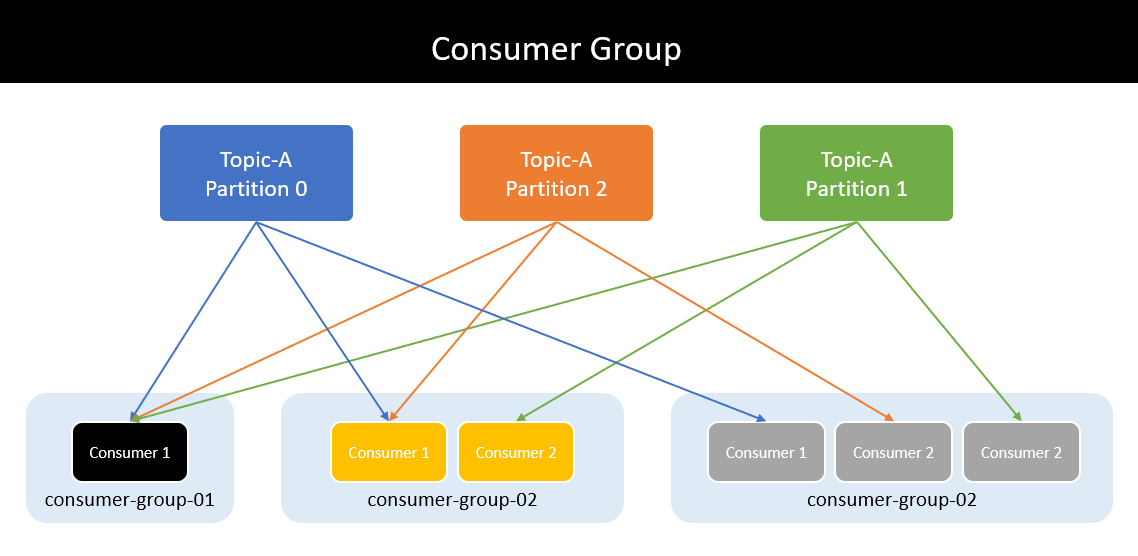 Consumer Group
Topic-A
Partition 0
Topic-A
Partition 2
Topic-A
Partition 1
Consumer 1
consumer-group-01
Consumer 1
Consumer 2
consumer-group-02
Consumer 1
Consumer 2
Consumer 2
consumer-group-02